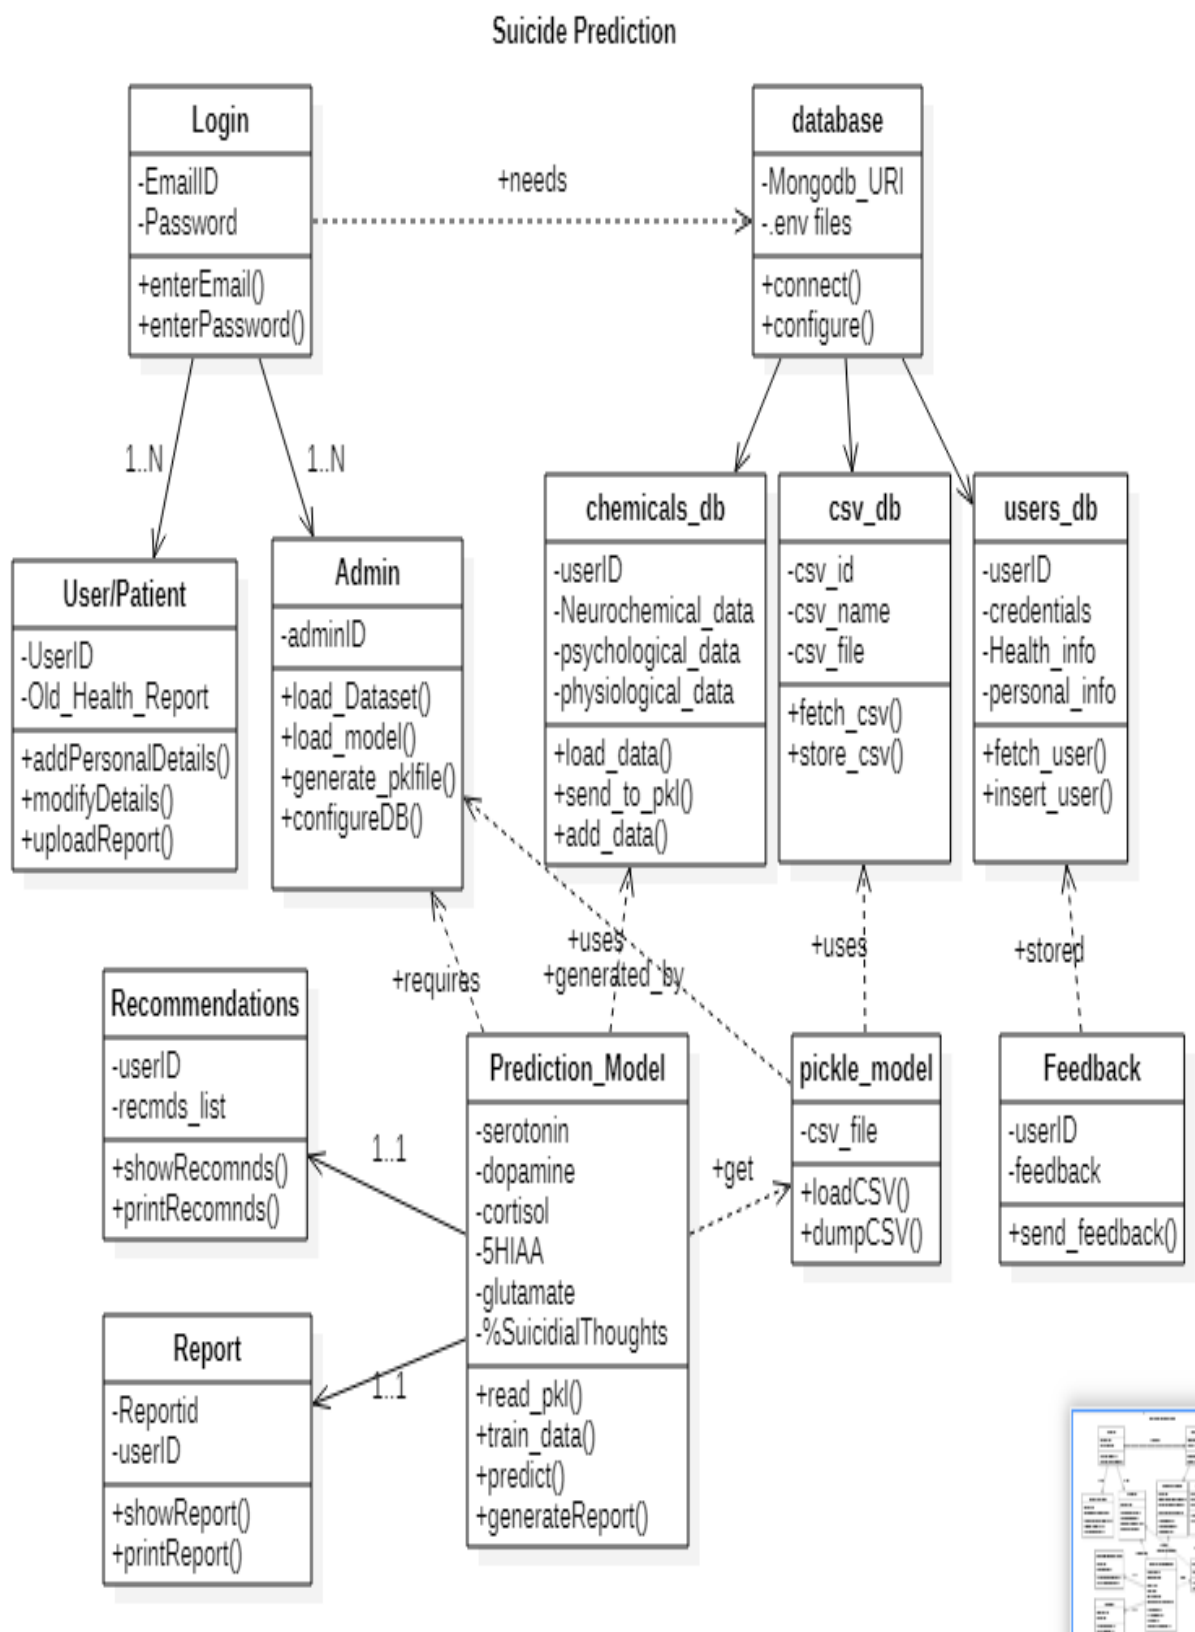 Suicide Prediction
Login
-EmailID
-Password
+enterEmail()
+enterPassword()
+needs
database
-Mongodb_URI
-.env files
+connect()
+configure()
1..N
1..N
User/Patient
-UserID
-Old_Health_Report
+addPersonalDetails()
+modifyDetails()
+uploadReport()
Admin
-adminID
+load_Dataset()
+load_model()
+generate_pklfile()
+configureDB()
chemicals_db
-userID
-Neurochemical_data
-psychological_data
-physiological_data
+load_data()
+send_to_pkl()
+add_data()
csv_db
-csv_id
-csv_name
-csv_file
+fetch_csv()
+store_csv()
users_db
-userID
-credentials
-Health_info
-personal_info
+fetch_user()
+insert_user()
+requires
+uses
+generated_by
+uses
+stored
Recommendations
-userID
-recmds_list
+showRecomnds()
+printRecomnds()
1..1
Prediction_Model
-serotonin
-dopamine
-cortisol
-5HIAA
-glutamate
-%SuicidialThoughts
+read_pkl()
+train_data()
+predict()
+generateReport()
+get
pickle_model
-csv_file
+loadCSV()
+dumpCSV()
Feedback
-userID
-feedback
+send_feedback()
Report
-Reportid
-userID
+showReport()
+printReport()
1..1